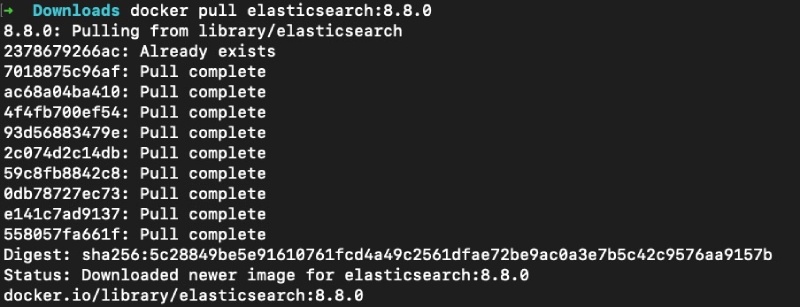 → Downloads docker pull elasticsearch:8.8.0
8.8.0: Pulling from library/elasticsearch
2378679266ac: Already exists
7018875c96af: Pull complete
ac68a04ba410: Pull complete
4f4fb700ef54: Pull complete
93d56883479e: Pull complete
2c074d2c14db: Pull complete
59c8fb8842c8: Pull complete
0db78727ec73: Pull complete
e141c7ad9137: Pull complete
558057fa661f: Pull complete
Digest: sha256:5c28849be5e91610761fcd4a49c2561dfae72be9ac0a3e7b5c42c9576aa9157b
Status: Downloaded newer image for elasticsearch:8.8.0
docker.io/library/elasticsearch:8.8.0